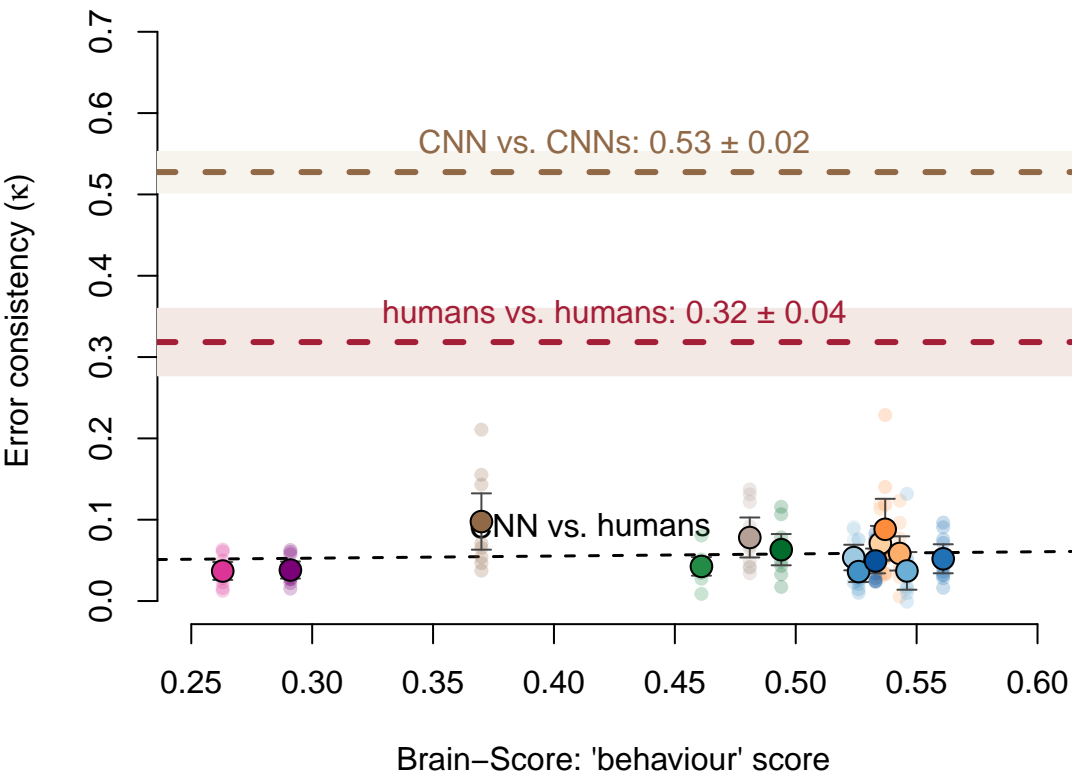 Error consistency (κ)
0.7
0.6
0.5
0.4
0.3
0.2
0.1
0.0
CNN vs. CNNs: 0.53 ± 0.02
humans vs. humans: 0.32 ± 0.04
NN vs. humans
0.25 0.30 0.35 0.40 0.45 0.50 0.55 0.60
Brain−Score: 'behaviour' score